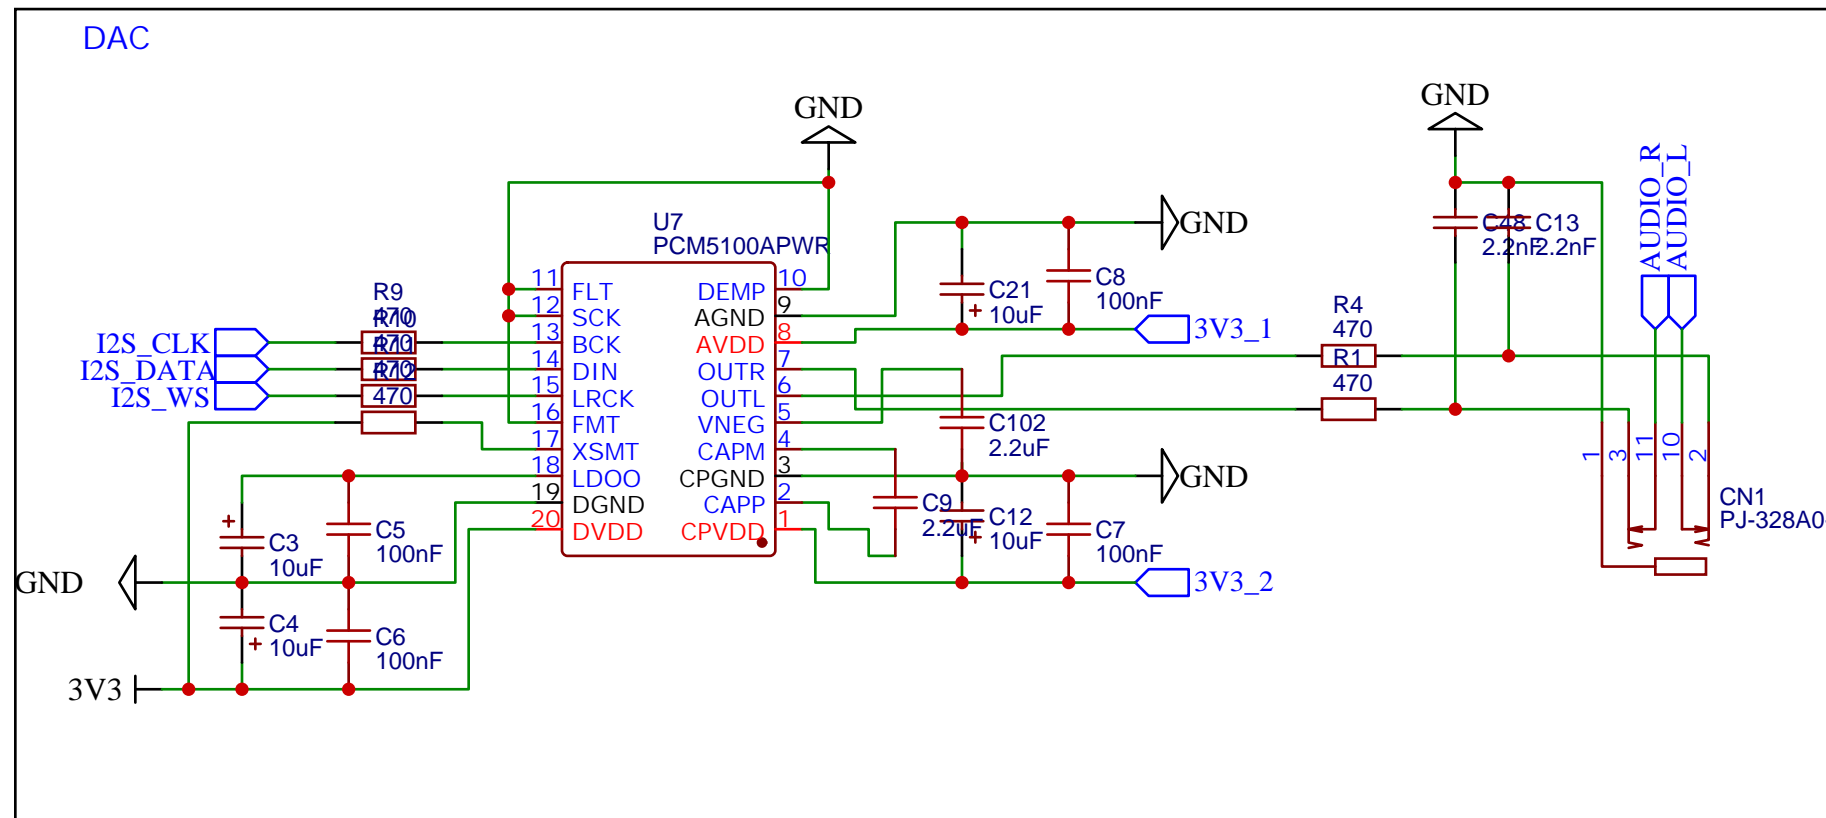 DAC
GND
GND
AUDIO_R
AUDIO_L
U7
PCM5100APWR
GND
C48
2.2nF
C13
2.2nF
11
FLT
12
SCK
13
BCK
14
DIN
15
LRCK
16
FMT
17
XSMT
18
LDOO
19
DGND
20
DVDD
10
DEMP
9
AGND
8
AVDD
7
OUTR
6
OUTL
5
VNEG
4
CAPM
3
CPGND
2
CAPP
1
CPVDD
R9
470
R10
470
R11
470
R12
470
I2S_CLK
I2S_DATA
I2S_WS
C21
10uF
C8
100nF
3V3_1
R4
470
R1
470
C102
2.2uF
GND
C9
2.2uF
C12
10uF
C7
100nF
3V3_2
1
3
11
10
2
CN1
PJ-328A0
C3
10uF
C5
100nF
GND
C4
10uF
C6
100nF
3V3